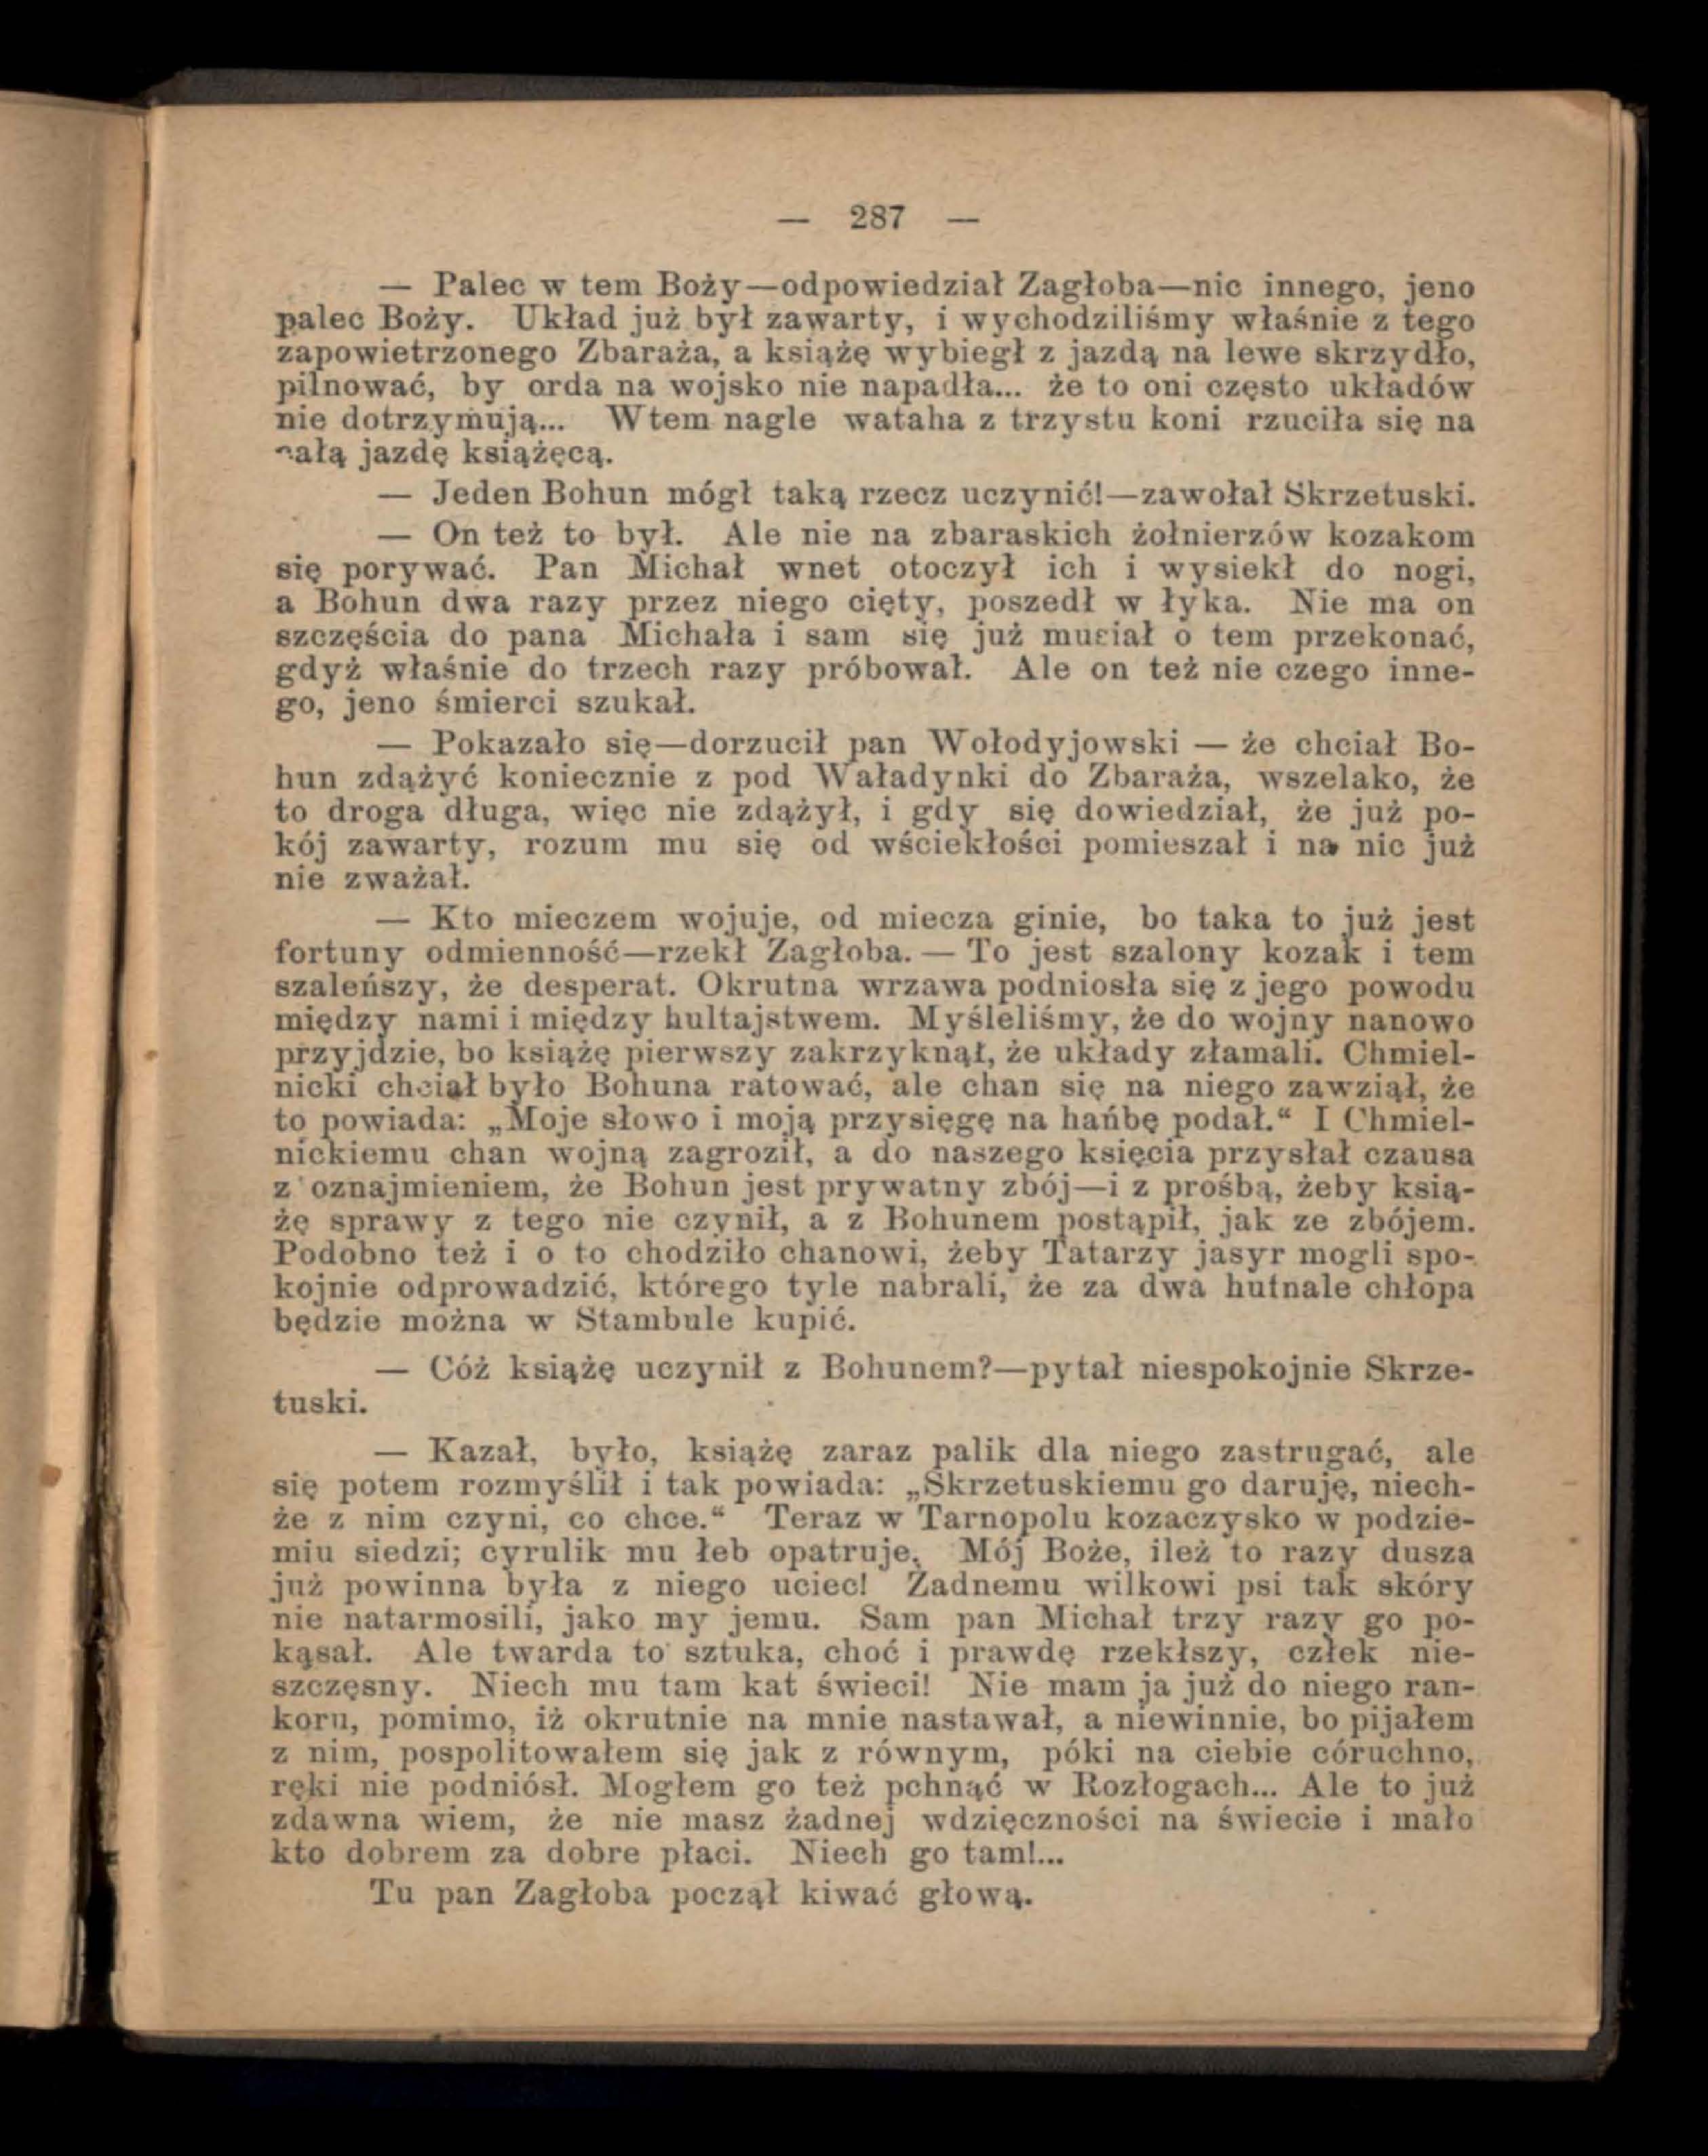 — 287 —
— Palec w tem Boży—odpowiedział Zagłoba—nic innego, jeno
palec Boży. Układ już był zawarty, i wychodziliśmy właśnie z tego
zapowietrzonego Zbaraża, a książę wybiegł z jazdą na lewe skrzydło,
pilnować, by orda na wojsko nie napadła... że to oni często układów
nie dotrzymują... Wtem nagle wataha z trzystu koni rzuciła się na
całą jazdę książęcą.
— Jeden Bohun mógł taką rzecz uczynić!—zawołał Skrzetuski.
— On też to był. Ale nie na zbaraskich żołnierzów kozakom
się porywać. Pan Michał wnet otoczył ich i wysiekł do nogi,
a Bohun dwa razy przez niego cięty, poszedł w łyka. Nie ma on
szczęścia do pana Michała i sam się już musiał o tem przekonać,
gdyż właśnie do trzech razy próbował. Ale on też nie czego inne-
go, jeno śmierci szukał.
— Pokazało się—dorzucił pan Wołodyjowski — że chciał Bo-
hun zdążyć koniecznie z pod Waładynki do Zbaraża, wszelako, że
to droga długa, więc nie zdążył, i gdy się dowiedział, że już po-
kój zawarty, rozum mu się od wściekłości pomieszał i na nic już
nie zważał.
— Kto mieczem wojuje, od miecza ginie, bo taka to już jest
fortuny odmienność—rzekł Zagłoba. — To jest szalony kozak i tem
szaleńszy, że desperat. Okrutna wrzawa podniosła się z jego powodu
między nami i między hultajstwem. Myśleliśmy, że do wojny nanowo
przyjdzie, bo książę pierwszy zakrzyknął, że układy złamali. Chmiel-
nicki chciał było Bohuna ratować, ale chan się na niego zawziął, że
to powiada: „Moje słowo i moją przysięgę na hańbę podał.“ I Chmiel-
nickiemu chan wojną zagroził, a do naszego księcia przysłał czausa
z oznajmieniem, że Bohun jest prywatny zbój—i z prośbą, żeby ksią-
żę sprawy z tego nie czynił, a z Bohunem postąpił, jak ze zbójem.
Podobno też i o to chodziło chanowi, żeby Tatarzy jasyr mogli spo-
kojnie odprowadzić, którego tyle nabrali, że za dwa hufnale chłopa
będzie można w Stambule kupić.
— Cóż książę uczynił z Bohunem?—pytał niespokojnie Skrze-
tuski.
— Kazał, było, książę zaraz palik dla niego zastrugać, ale
się potem rozmyślił i tak powiada: „Skrzetuskiemu go daruję, niech-
że z nim czyni, co chce.“ Teraz w Tarnopolu kozaczysko w podzie-
miu siedzi; cyrulik mu łeb opatruje. Mój Boże, ileż to razy dusza
już powinna była z niego uciec! Żadnemu wilkowi psi tak skóry
nie natarmosili, jako my jemu. Sam pan Michał trzy razy go po-
kąsał. Ale twarda to sztuka, choć i prawdę rzekłszy, człek nie-
szczęsny. Niech mu tam kat świeci! Nie mam ja już do niego ran-
koru, pomimo, iż okrutnie na mnie nastawał, a niewinnie, bo pijałem
z nim, pospolitowałem się jak z równym, póki na ciebie córuchno,
ręki nie podniósł. Mogłem go też pchnąć w Rozłogach... Ale to już
zdawna wiem, że nie masz żadnej wdzięczności na świecie i mało
kto dobrem za dobre płaci. Niech go tam!...
Tu pan Zagłoba począł kiwać głową.